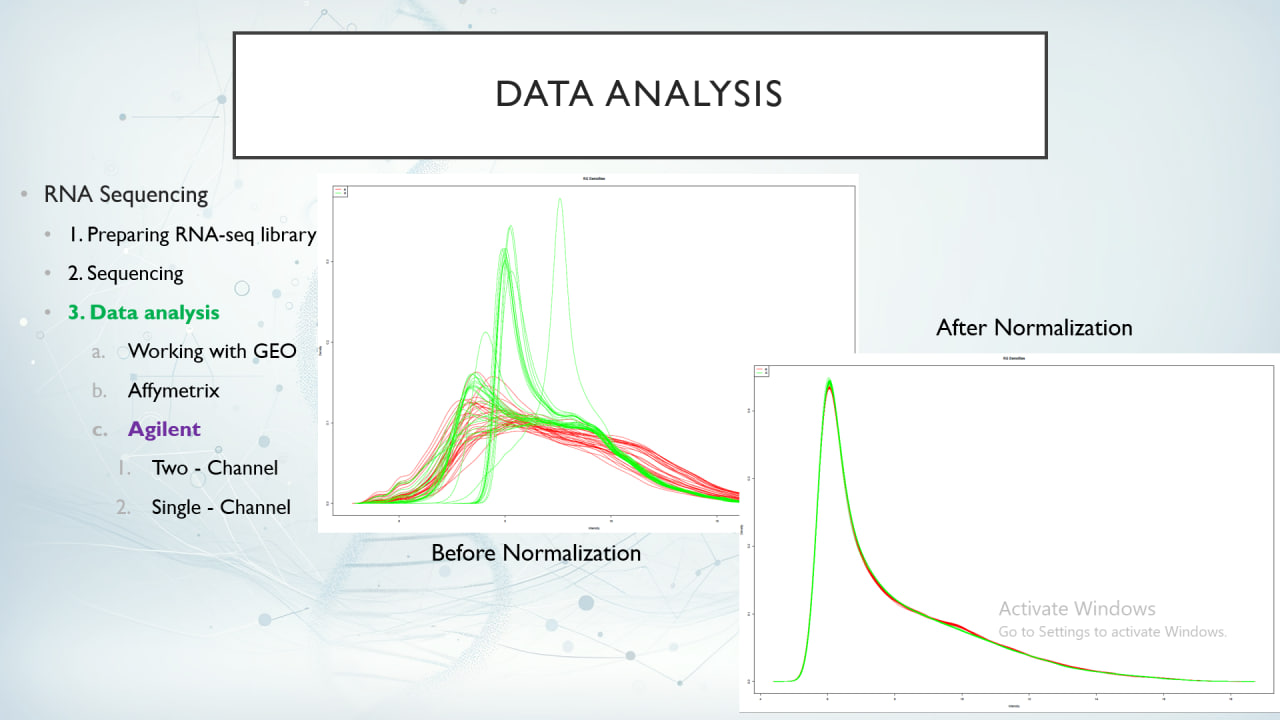 DATA ANALYSIS
• RNA Sequencing
• 1. Preparing RNA-seq library
• 2. Sequencing
• 3. Data analysis
a. Working with GEO
b. Affymetrix
c. Agilent
1. Two - Channel
2. Single - Channel
RG Densities
Intensity
Before Normalization
After Normalization
RG Densities
Intensity
Activate Windows
Go to Settings to activate Windows.